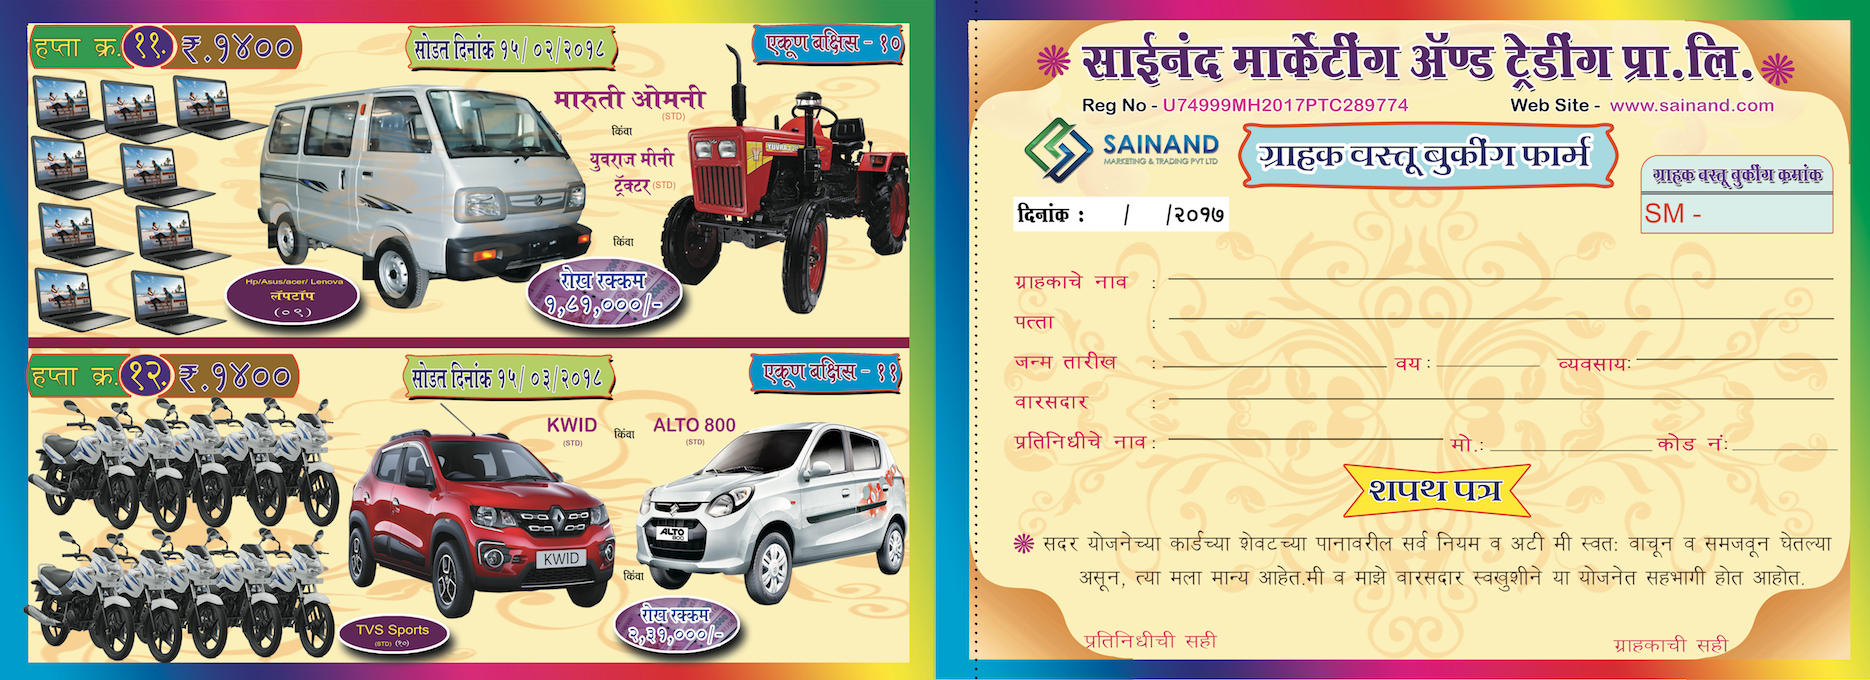 हप्ता क्र. ११. ₹.१४००
सोडत दिनांक १५/ ०२/२०१८
एकूण बक्षिस - १०
मारुती ओमनी
(STD)
किंवा
युवराज मीनी
ट्रॅक्टर (STD)
किंवा
रोख रक्कम
१,८१,०००/-
Hp/Asus/acer/ Lenova
लॅपटॉप
(०९)
हप्ता क्र. १२. ₹.१४००
सोडत दिनांक १५/ ०३/२०१८
एकूण बक्षिस - ११
KWID
(STD)
किंवा
ALTO 800
(STD)
KWID
ALTO
800
किंवा
रोख रक्कम
२,३१,०००/-
TVS Sports
(STD) (१०)
साईनंद मार्केटींग अॅण्ड ट्रेडींग प्रा.लि.
Reg No - U74999MH2017PTC289774
Web Site - www.sainand.com
SAINAND
MARKETING & TRADING PVT LTD
ग्राहक वस्तू बुकींग फार्म
ग्राहक वस्तू बुकींग क्रमांक
SM -
दिनांक : / /२०१७
ग्राहकाचे नाव :
पत्ता :
जन्म तारीख : वय : व्यवसाय:
वारसदार :
प्रतिनिधीचे नाव : मो.: कोड नं:
शपथ पत्र
सदर योजनेच्या कार्डच्या शेवटच्या पानावरील सर्व नियम व अटी मी स्वत: वाचून व समजवून घेतल्या
असून, त्या मला मान्य आहेत.मी व माझे वारसदार स्वखुशीने या योजनेत सहभागी होत आहोत.
प्रतिनिधीची सही
ग्राहकाची सही